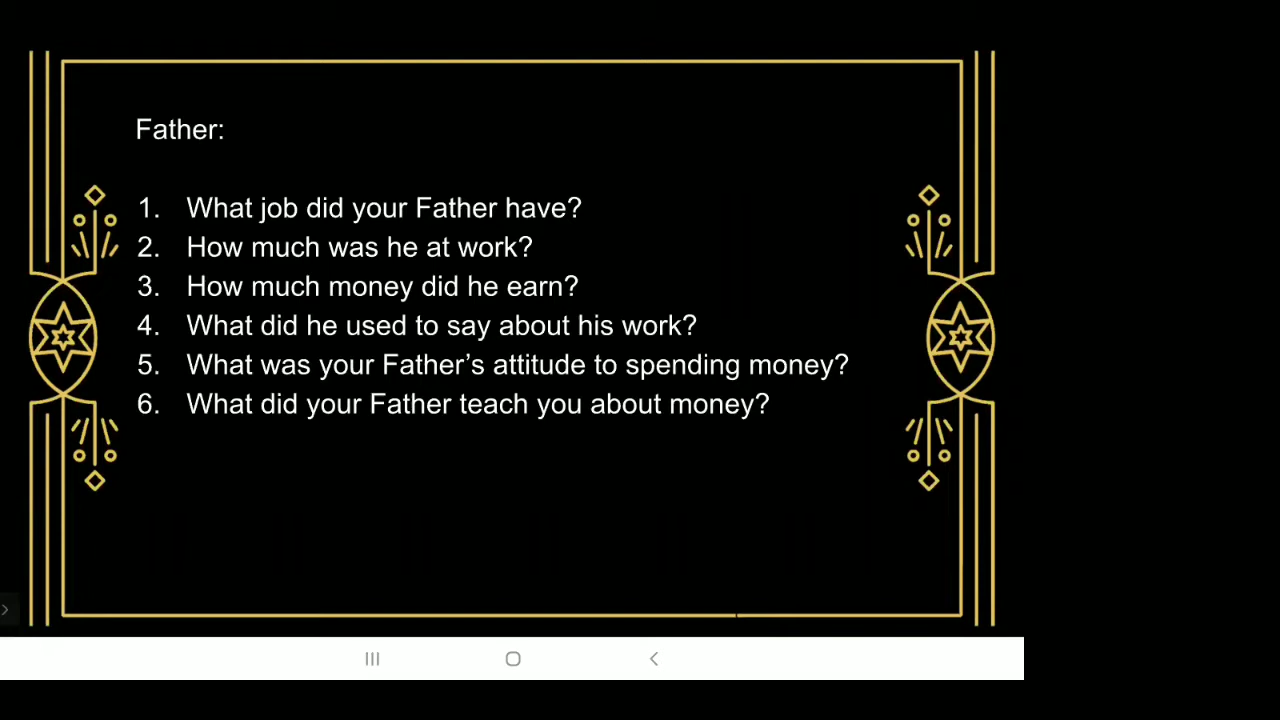 Father:
1. What job did your Father have?
2. How much was he at work?
3. How much money did he earn?
4. What did he used to say about his work?
5. What was your Father’s attitude to spending money?
6. What did your Father teach you about money?